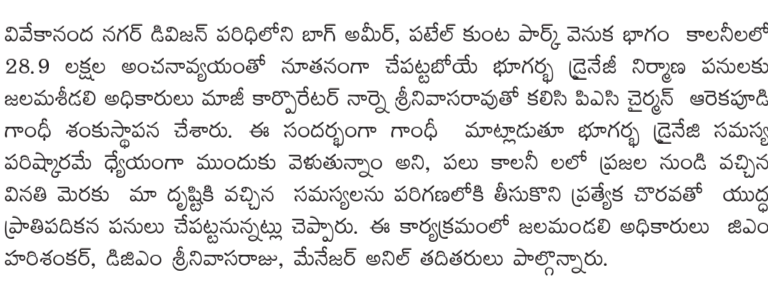 వివేకానంద నగర్ డివిజన్ పరిధిలోని బాగ్ అమీర్, పటేల్ కుంట పార్క్ వెనుక భాగం కాలనీలలో
28.9 లక్షల అంచనావ్యయంతో నూతనంగా చేపట్టబోయే భూగర్భ డ్రైనేజీ నిర్మాణ పనులకు
జలమశీడలి అధికారులు మాజీ కార్పొరేటర్ నార్నె శ్రీనివాసరావుతో కలిసి పిఎసి చైర్మన్ ఆరెకపూడి
గాంధీ శంకుస్థాపన చేశారు. ఈ సందర్భంగా గాంధీ మాట్లాడుతూ భూగర్భ డ్రైనేజి సమస్య
పరిష్కారమే ధ్యేయంగా ముందుకు వెళుతున్నాం అని, పలు కాలనీ లలో ప్రజల నుండి వచ్చిన
వినతి మెరకు మా దృష్టికి వచ్చిన సమస్యలను పరిగణలోకి తీసుకొని ప్రత్యేక చొరవతో యుద్ధ
ప్రాతిపదికన పనులు చేపట్టనున్నట్లు చెప్పారు. ఈ కార్యక్రమంలో జలమండలి అధికారులు జిఎం
హరిశంకర్, డిజిఎం శ్రీనివాసరాజు, మేనేజర్ అనిల్ తదితరులు పాల్గొన్నారు.